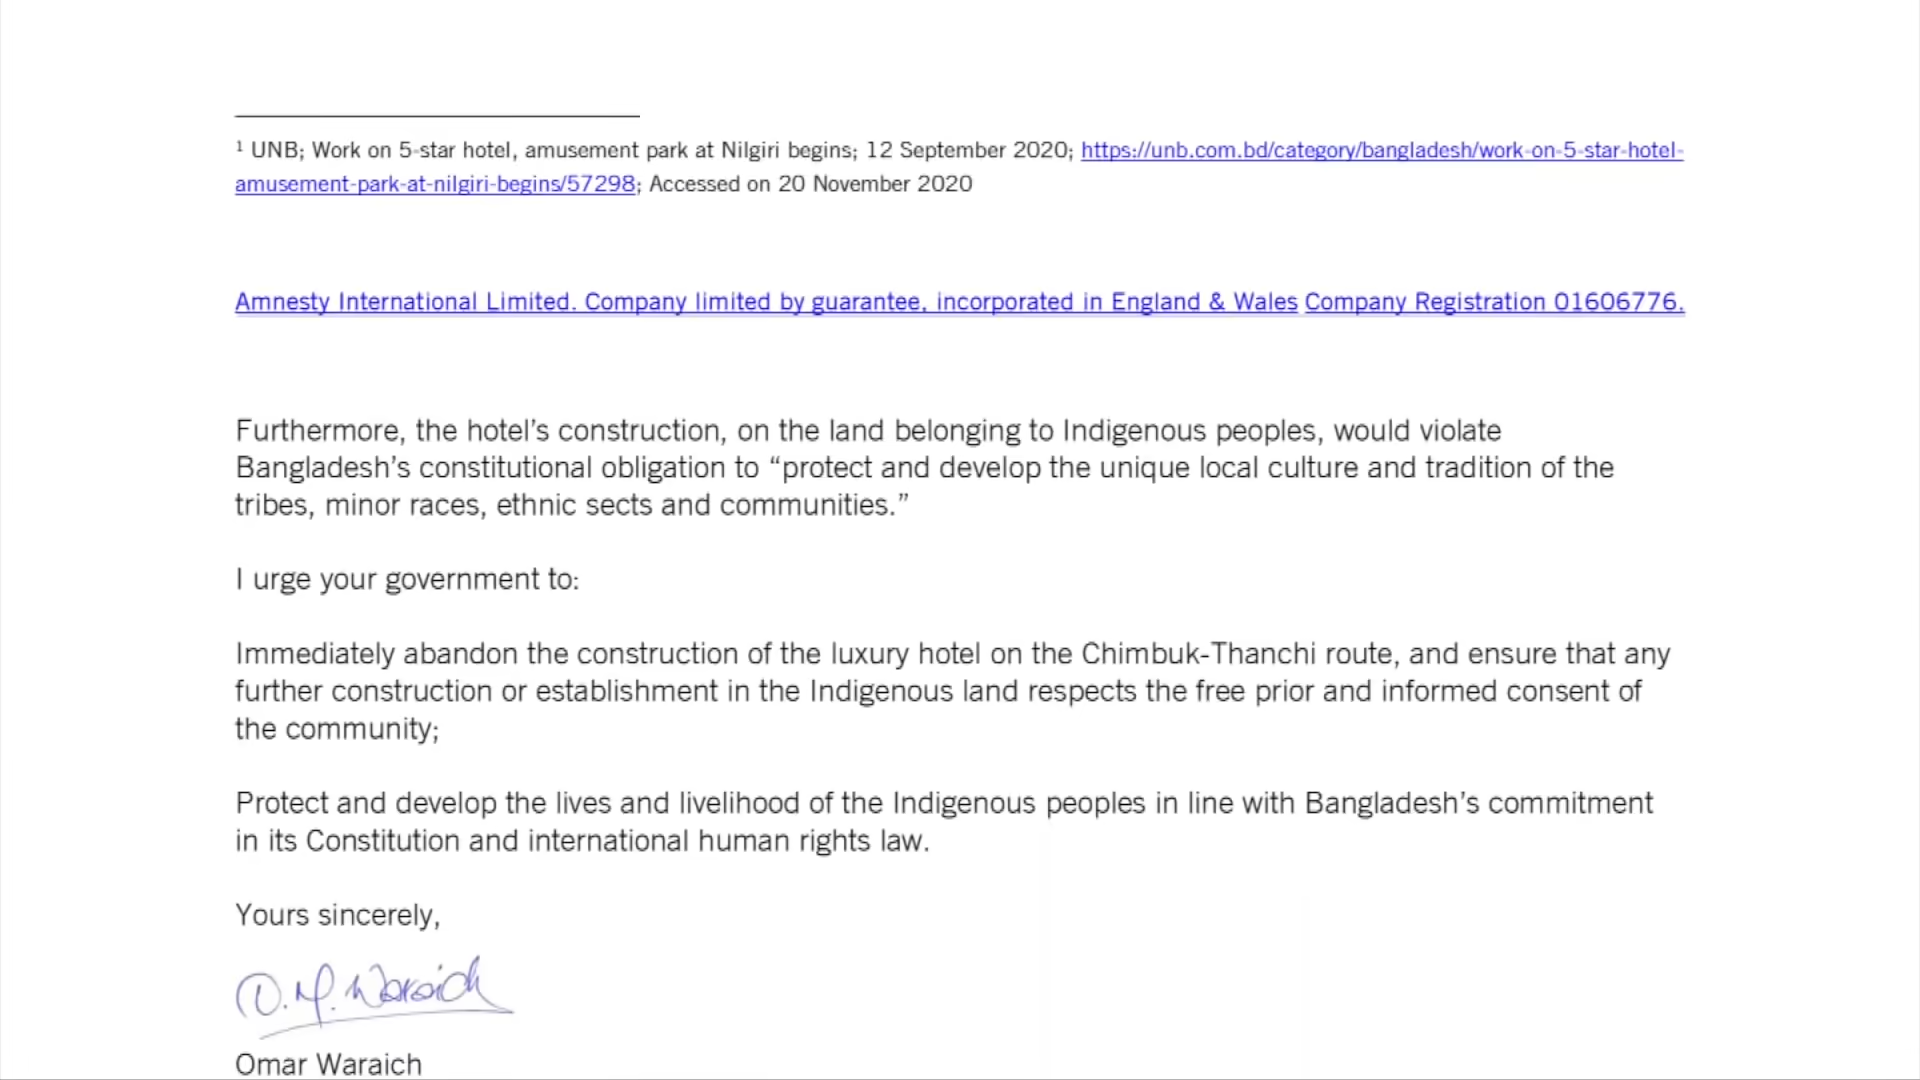 ¹ UNB; Work on 5-star hotel, amusement park at Nilgiri begins; 12 September 2020; https://unb.com.bd/category/bangladesh/work-on-5-star-hotel-
amusement-park-at-nilgiri-begins/57298; Accessed on 20 November 2020
Amnesty International Limited. Company limited by guarantee, incorporated in England & Wales Company Registration 01606776.
Furthermore, the hotel’s construction, on the land belonging to Indigenous peoples, would violate
Bangladesh’s constitutional obligation to “protect and develop the unique local culture and tradition of the
tribes, minor races, ethnic sects and communities.”
I urge your government to:
Immediately abandon the construction of the luxury hotel on the Chimbuk-Thanchi route, and ensure that any
further construction or establishment in the Indigenous land respects the free prior and informed consent of
the community;
Protect and develop the lives and livelihood of the Indigenous peoples in line with Bangladesh’s commitment
in its Constitution and international human rights law.
Yours sincerely,
O.M. Waraich
Omar Waraich